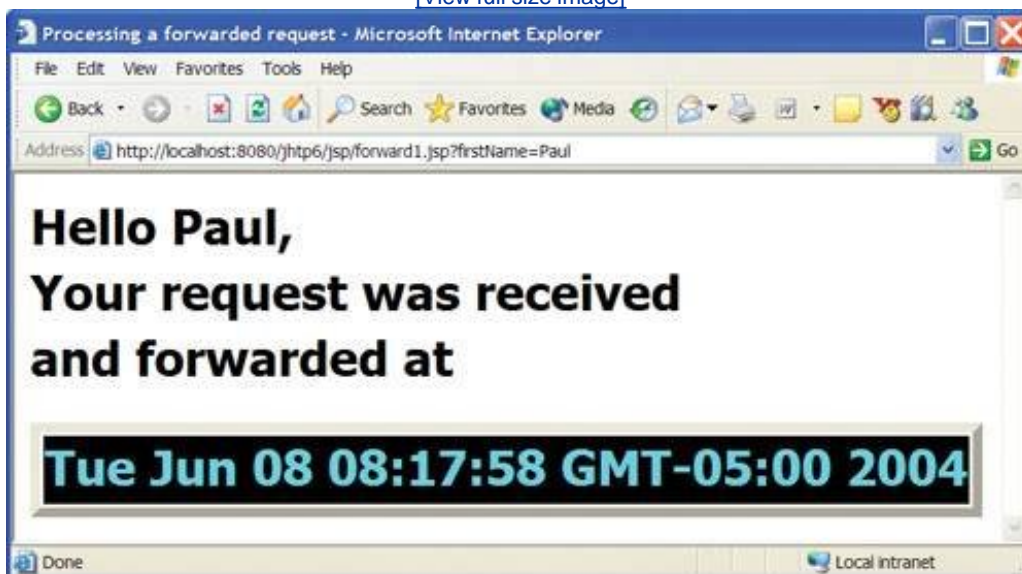 [View full size image]
Processing a forwarded request - Microsoft Internet Explorer
File Edit View Favorites Tools Help
Back Search Favorites Media
Address http://localhost:8080/jhtp6/jsp/forward1.jsp?firstName=Paul Go
Hello Paul,
Your request was received
and forwarded at
Tue Jun 08 08:17:58 GMT-05:00 2004
Done Local intranet